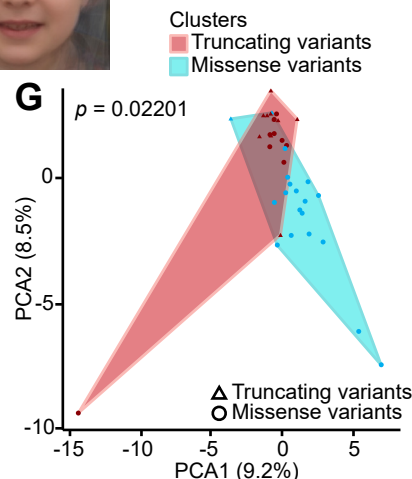 Clusters
Truncating variants
Missense variants
G
p = 0.02201
0
-5
-10
PCA2 (8.5%)
Truncating variants
Missense variants
-15 -10 -5 0 5
PCA1 (9.2%)